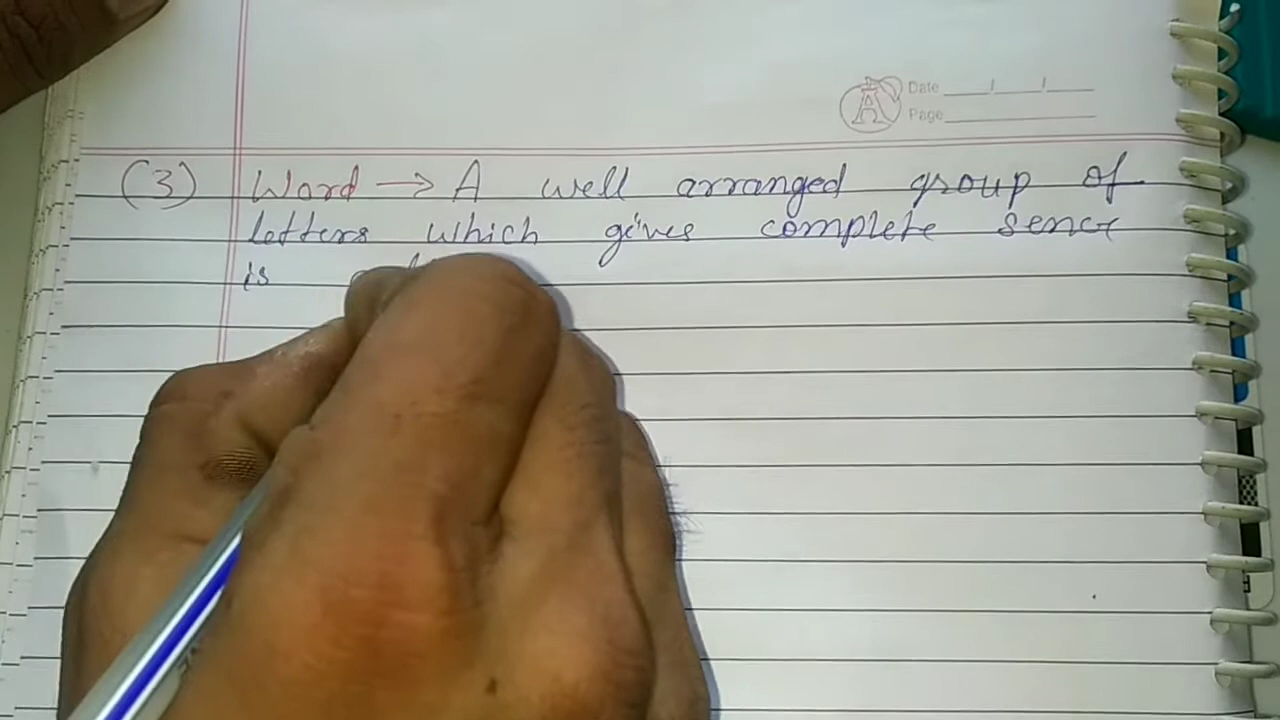 Date
Page
(3) Word → A well arranged group of
letters which gives complete sence
is